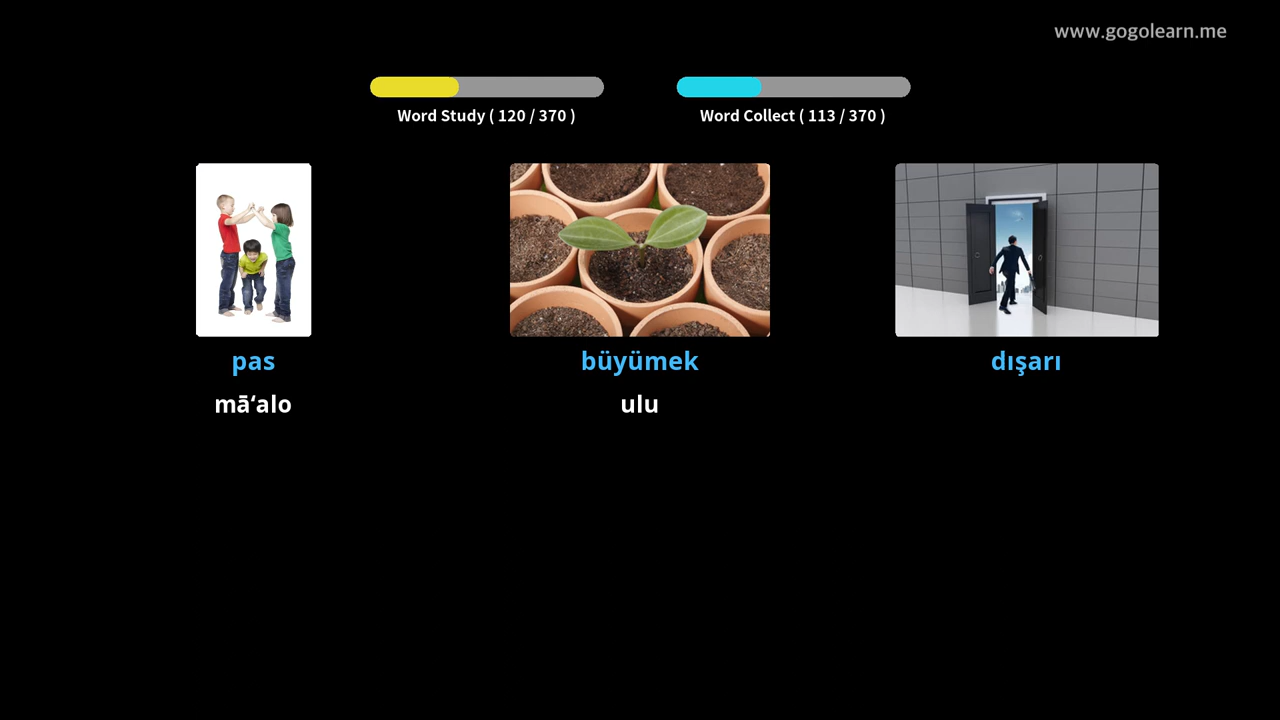 www.gogolearn.me
Word Study ( 120 / 370 )
Word Collect ( 113 / 370 )
pas
büyümek
dışarı
māʻalo
ulu